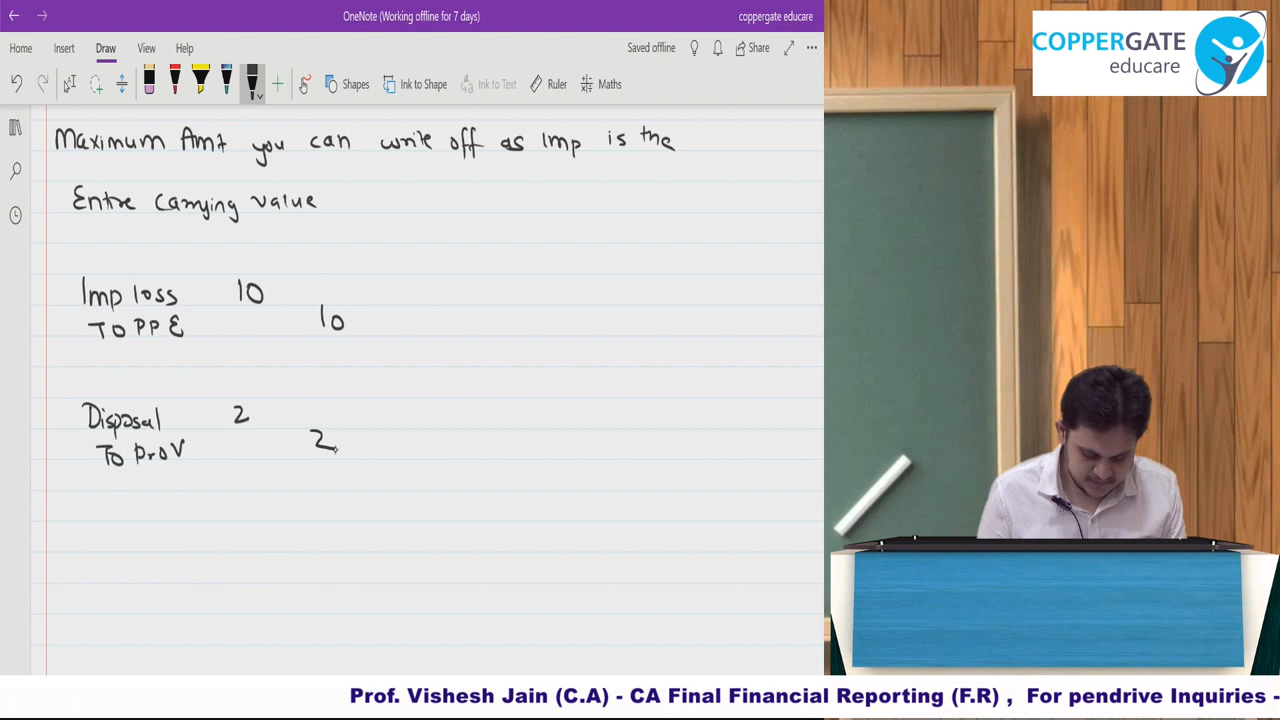 OneNote (Working offline for 7 days)
coppergate educare
Home Insert Draw View Help
Saved offline
Share
Shapes
Ink to Shape
Ink to Text
Ruler
Maths
COPPERGATE
educare
Maximum Amt you can write off as Imp is the
Entire Carrying value
Imp loss 10
To PPE 10
Disposal 2
To Prov 2
Prof. Vishesh Jain (C.A) - CA Final Financial Reporting (F.R) , For pendrive Inquiries -